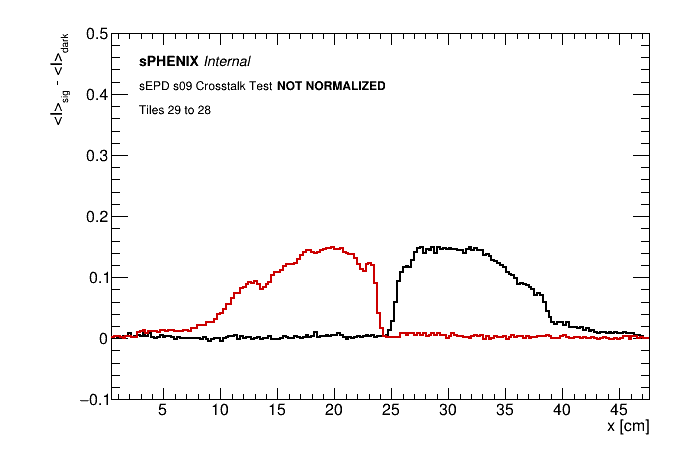 <I>sig - <I>dark
0.5
0.4
0.3
0.2
0.1
0
−0.1
sPHENIX Internal
sEPD s09 Crosstalk Test NOT NORMALIZED
Tiles 29 to 28
5 10 15 20 25 30 35 40 45
x [cm]